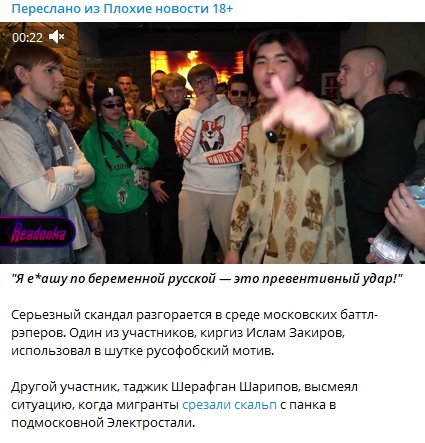 Переслано из Плохие новости 18+
00:22
Readovka
"Я е*ашу по беременной русской — это превентивный удар!"
Серьезный скандал разгорается в среде московских баттл-
рэперов. Один из участников, киргиз Ислам Закиров,
использовал в шутке русофобский мотив.
Другой участник, таджик Шерафган Шарипов, высмеял
ситуацию, когда мигранты срезали скальп с панка в
подмосковной Электростали.